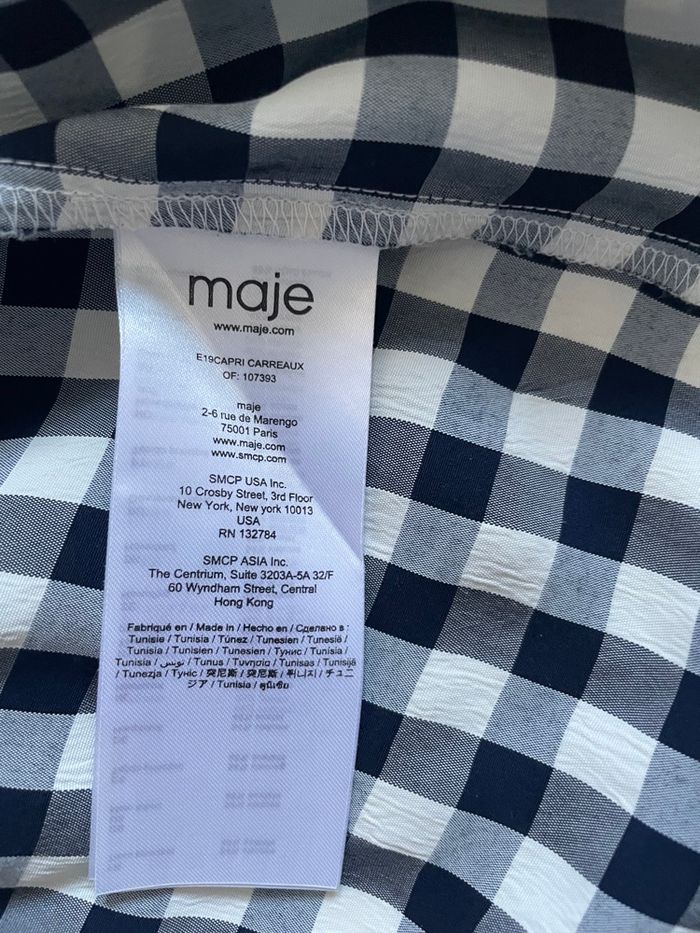 maje
www.maje.com
E19CAPRI CARREAUX
OF: 107393
maje
2-6 rue de Marengo
75001 Paris
www.maje.com
www.smcp.com
SMCP USA Inc.
10 Crosby Street, 3rd Floor
New York, New york 10013
USA
RN 132784
SMCP ASIA Inc.
The Centrium, Suite 3203A-5A 32/F
60 Wyndham Street, Central
Hong Kong
Fabriqué en / Made in / Hecho en / Сделано в :
Tunisie / Tunisia / Túnez / Tunesien / Tunesië /
Tunisia / Tunisien / Tunesien / Тунис / Tunísia /
Tunisia / تونس / Tunus / Τυνησία / Tunisas / Tunisijā
/ Tunezja / Туніс / 突尼斯 / 突尼斯 / 튀니지 / チュニ
ジア / Tunisia / ตูนิเซีย